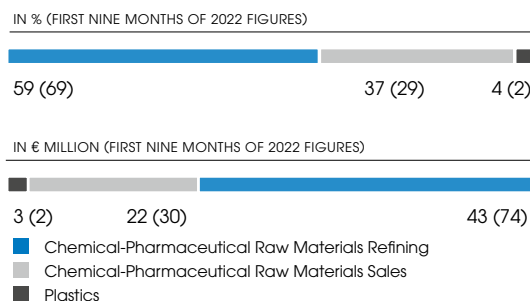 IN % (FIRST NINE MONTHS OF 2022 FIGURES)
59 (69) 37 (29) 4 (2)
IN € MILLION (FIRST NINE MONTHS OF 2022 FIGURES)
3 (2) 22 (30) 43 (74)
Chemical-Pharmaceutical Raw Materials Refining
Chemical-Pharmaceutical Raw Materials Sales
Plastics